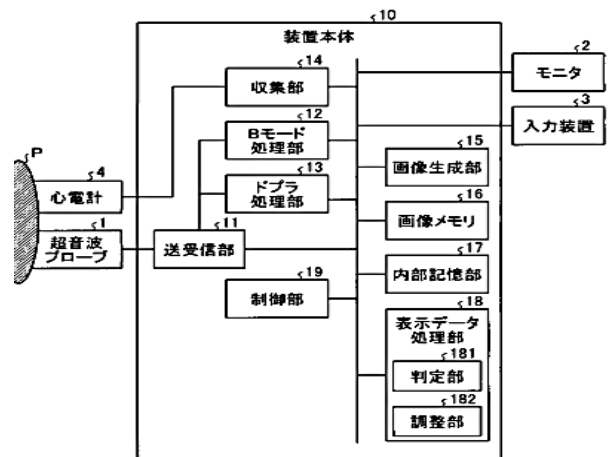 10
装置本体
14
収集部
2
モニタ
12
Bモード
処理部
3
入力装置
P
4
心電計
13
ドプラ
処理部
15
画像生成部
1
超音波
プローブ
11
送受信部
16
画像メモリ
19
制御部
17
内部記憶部
18
表示データ
処理部
181
判定部
182
調整部